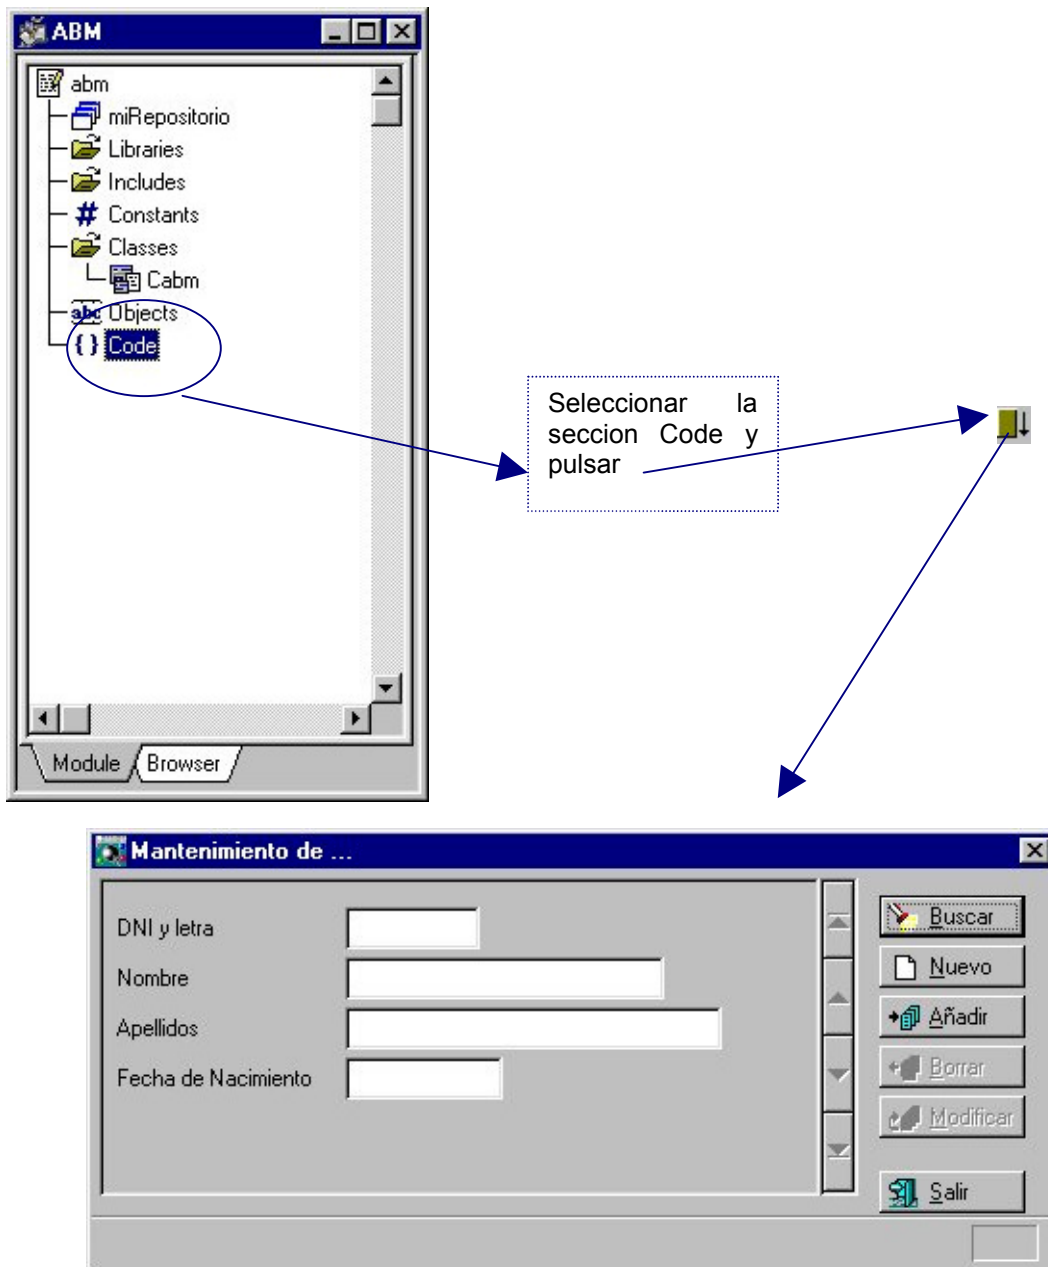 ABM
abm
miRepositorio
Libraries
Includes
# Constants
Classes
Cabm
abc Objects
{ } Code
Module Browser
Seleccionar la
seccion Code y
pulsar
Mantenimiento de ...
DNI y letra
Nombre
Apellidos
Fecha de Nacimiento
Buscar
Nuevo
Añadir
Borrar
Modificar
Salir